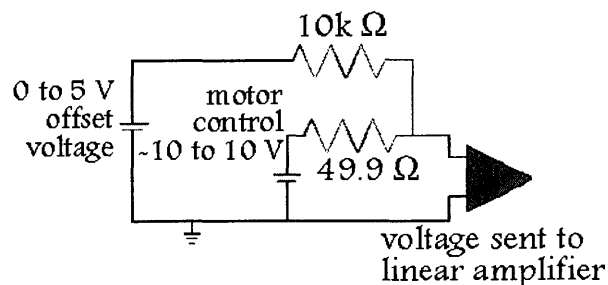 10k Ω
0 to 5 V
offset
voltage
motor
control
~10 to 10 V
49.9 Ω
voltage sent to
linear amplifier